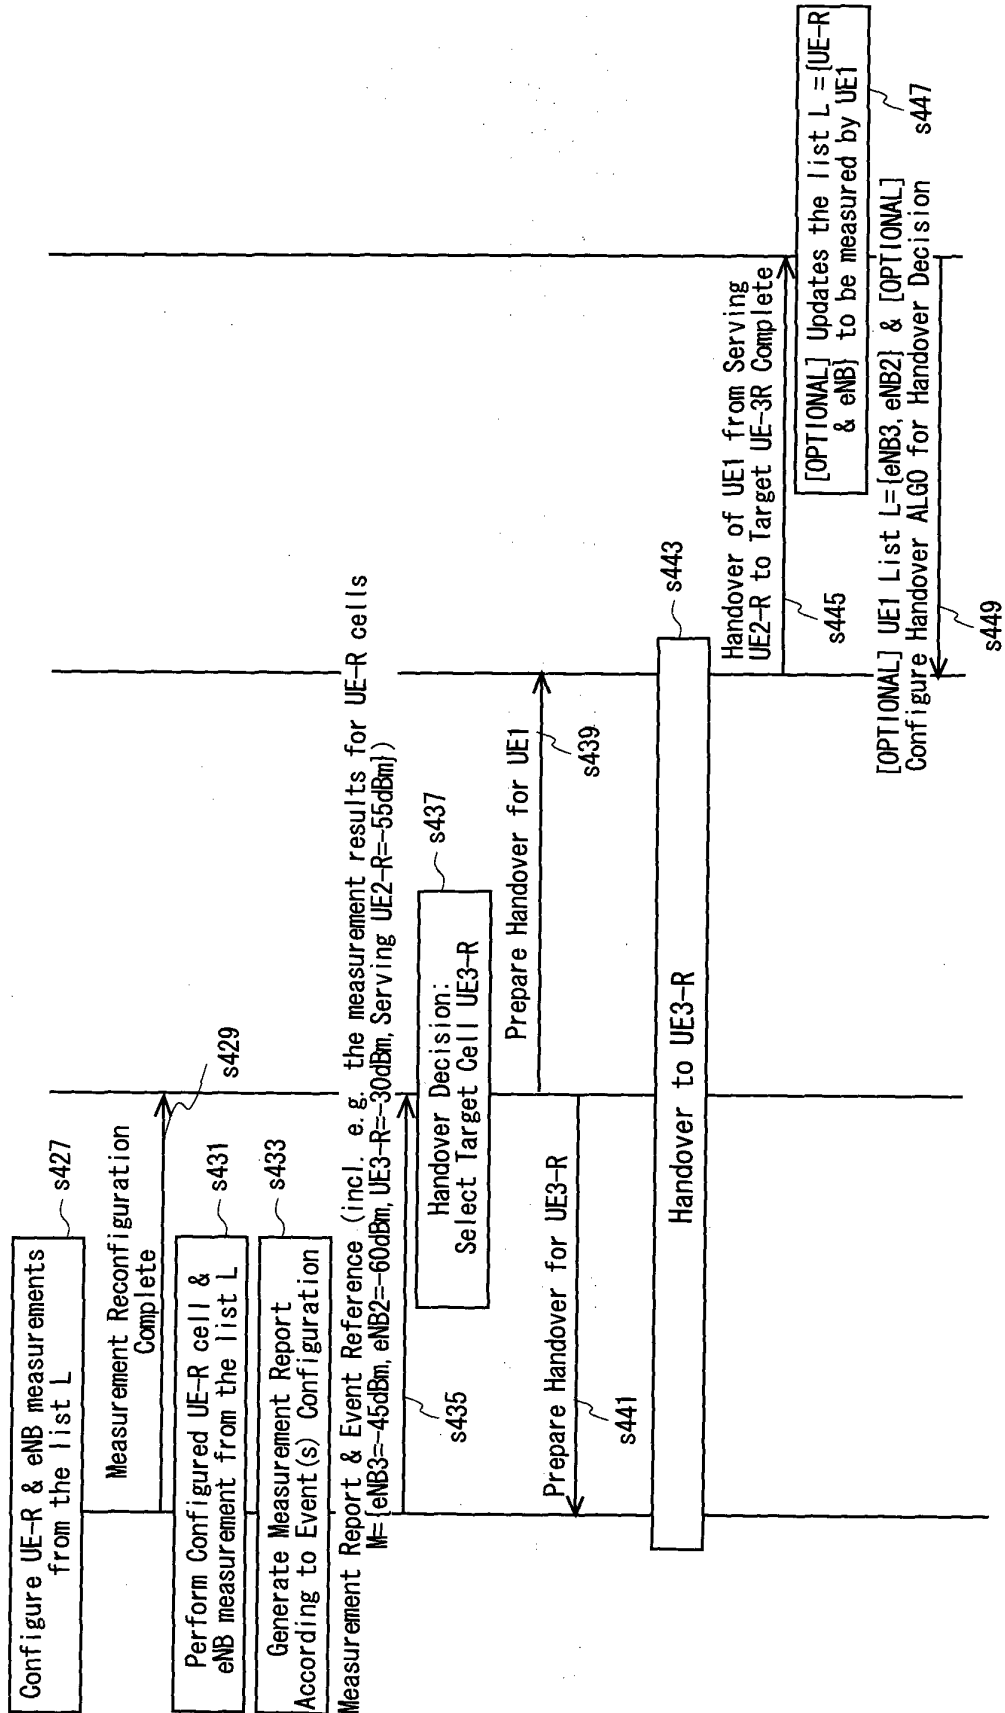 Configure UE-R & eNB measurements
from the list L
s427
Measurement Reconfiguration
Complete
s429
Perform Configured UE-R cell &
eNB measurement from the list L
s431
Generate Measurement Report
According to Event(s) Configuration
s433
Measurement Report & Event Reference (incl. e.g. the measurement results for UE-R cells
M={eNB3=-45dBm, eNB2=-60dBm, UE3-R=-30dBm, Serving UE2-R=-55dBm})
s435
Handover Decision:
Select Target Cell UE3-R
s437
Prepare Handover for UE1
s439
Prepare Handover for UE3-R
s441
Handover to UE3-R
s443
Handover of UE1 from Serving
UE2-R to Target UE-3R Complete
s445
[OPTIONAL] Updates the list L ={UE-R
& eNB} to be measured by UE1
s447
[OPTIONAL] UE1 List L={eNB3, eNB2} & [OPTIONAL]
Configure Handover ALGO for Handover Decision
s449